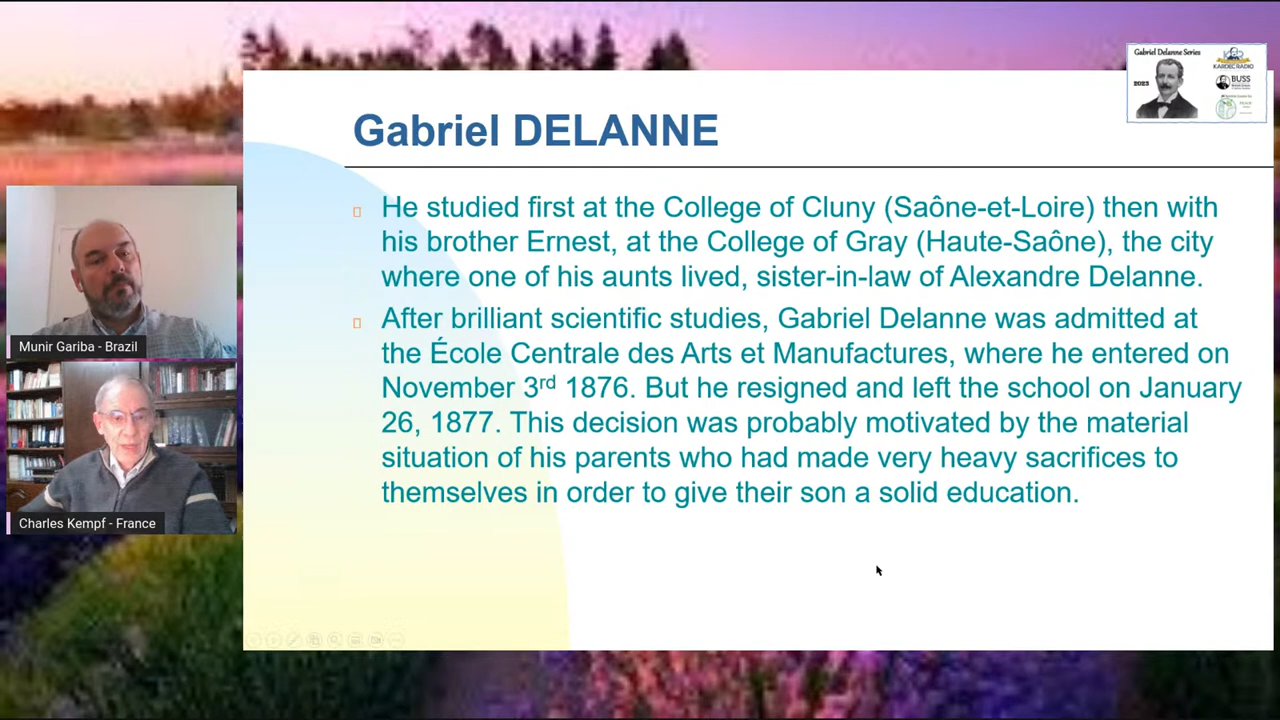 Gabriel Delanne Series
2023
KARDEC RADIO
BUSS
Gabriel DELANNE
He studied first at the College of Cluny (Saône-et-Loire) then with
his brother Ernest, at the College of Gray (Haute-Saône), the city
where one of his aunts lived, sister-in-law of Alexandre Delanne.
After brilliant scientific studies, Gabriel Delanne was admitted at
the École Centrale des Arts et Manufactures, where he entered on
November 3rd 1876. But he resigned and left the school on January
26, 1877. This decision was probably motivated by the material
situation of his parents who had made very heavy sacrifices to
themselves in order to give their son a solid education.
Munir Gariba - Brazil
Charles Kempf - France